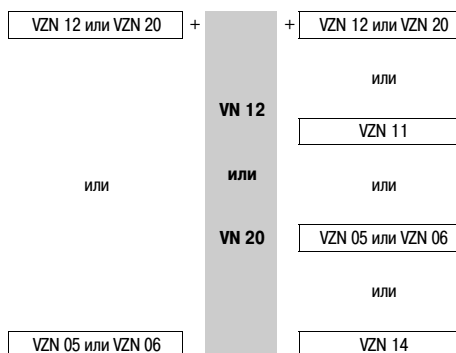 VZN 12 или VZN 20 + + VZN 12 или VZN 20
или
VN 12
VZN 11
или или или
VN 20 VZN 05 или VZN 06
или
VZN 05 или VZN 06 VZN 14